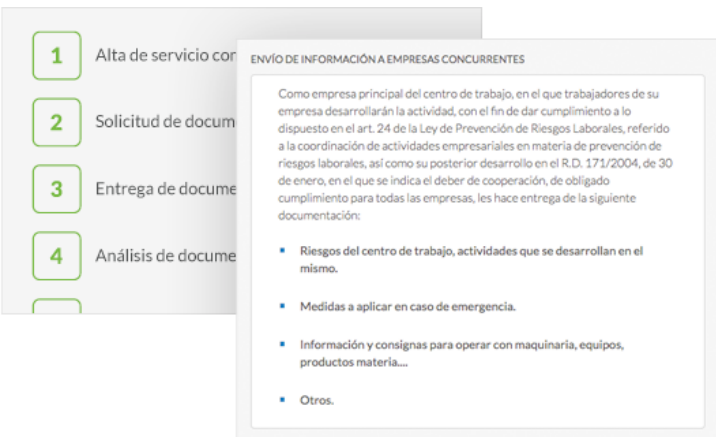 1 Alta de servicio con
2 Solicitud de docum
3 Entrega de docume
4 Análisis de docume
ENVÍO DE INFORMACIÓN A EMPRESAS CONCURRENTES
Como empresa principal del centro de trabajo, en el que trabajadores de su
empresa desarrollarán la actividad, con el fin de dar cumplimiento a lo
dispuesto en el art. 24 de la Ley de Prevención de Riesgos Laborales, referido
a la coordinación de actividades empresariales en materia de prevención de
riesgos laborales, así como su posterior desarrollo en el R.D. 171/2004, de 30
de enero, en el que se indica el deber de cooperación, de obligado
cumplimiento para todas las empresas, les hace entrega de la siguiente
documentación:
Riesgos del centro de trabajo, actividades que se desarrollan en el
mismo.
Medidas a aplicar en caso de emergencia.
Información y consignas para operar con maquinaria, equipos,
productos materia....
Otros.